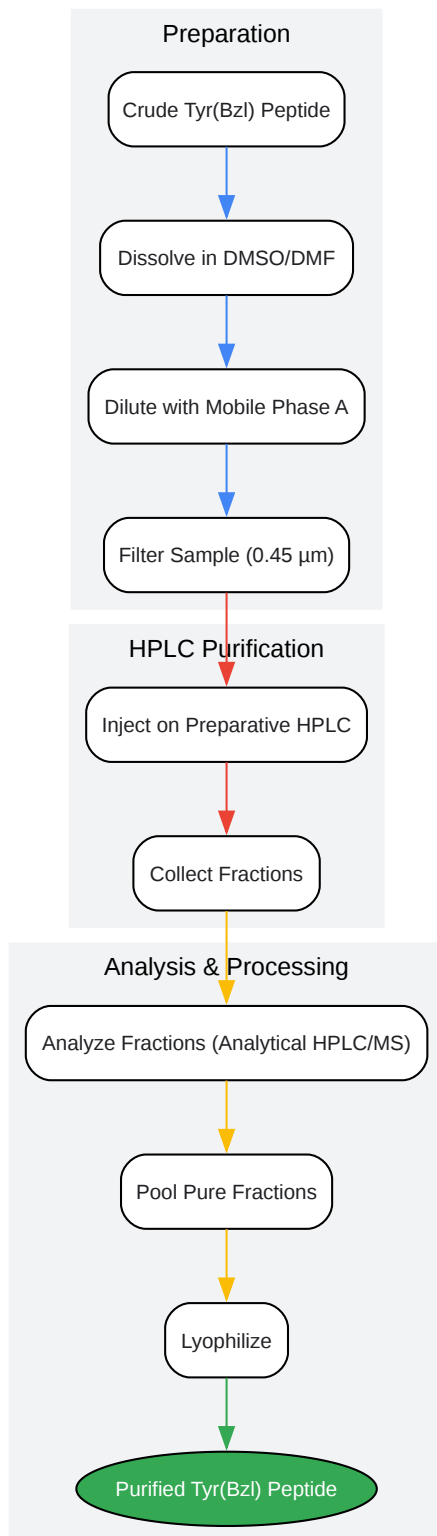 Preparation
Crude Tyr(Bzl) Peptide
Dissolve in DMSO/DMF
Dilute with Mobile Phase A
Filter Sample (0.45 µm)
HPLC Purification
Inject on Preparative HPLC
Collect Fractions
Analysis & Processing
Analyze Fractions (Analytical HPLC/MS)
Pool Pure Fractions
Lyophilize
Purified Tyr(Bzl) Peptide